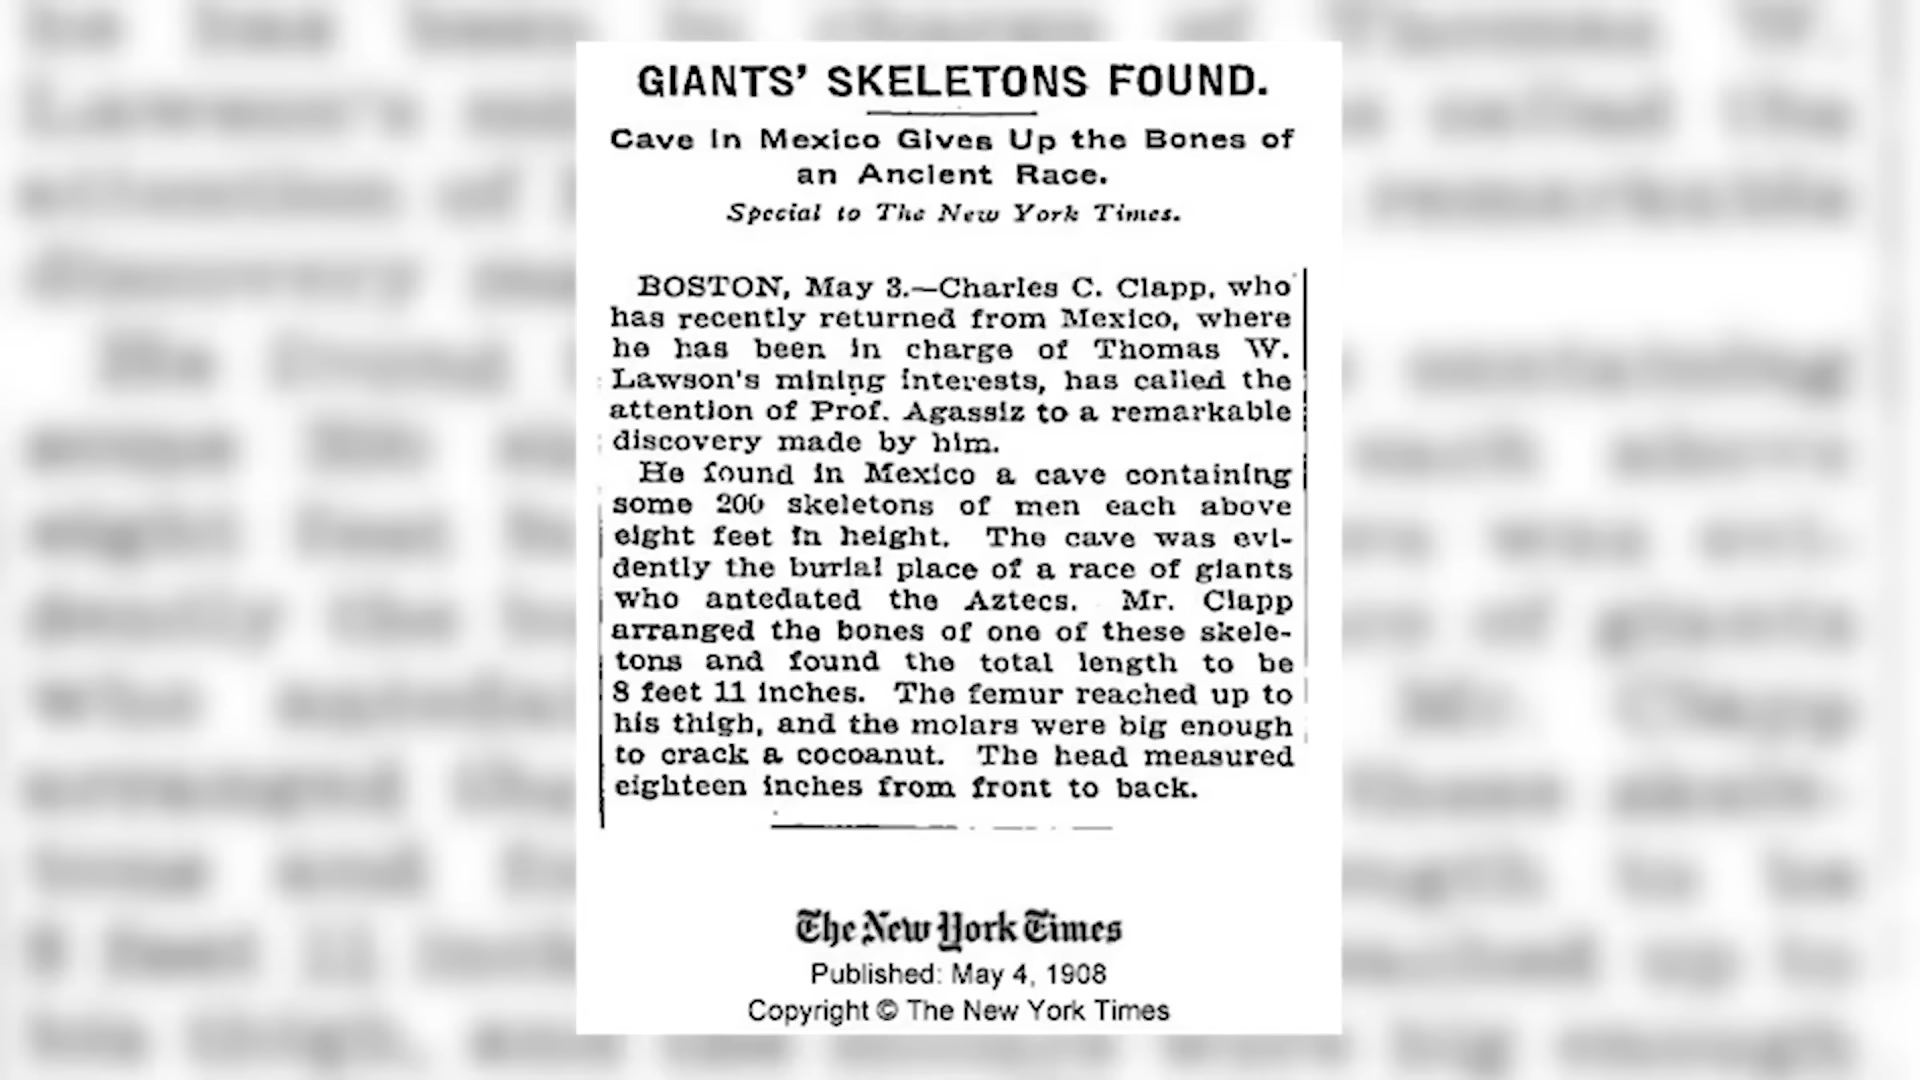 GIANTS' SKELETONS FOUND.
Cave in Mexico Gives Up the Bones of
an Ancient Race.
Special to The New York Times.
BOSTON, May 3.—Charles C. Clapp, who
has recently returned from Mexico, where
he has been in charge of Thomas W.
Lawson's mining interests, has called the
attention of Prof. Agassiz to a remarkable
discovery made by him.
He found in Mexico a cave containing
some 200 skeletons of men each above
eight feet in height. The cave was evi-
dently the burial place of a race of giants
who antedated the Aztecs. Mr. Clapp
arranged the bones of one of these skele-
tons and found the total length to be
8 feet 11 inches. The femur reached up to
his thigh, and the molars were big enough
to crack a cocoanut. The head measured
eighteen inches from front to back.
The New York Times
Published: May 4, 1908
Copyright © The New York Times